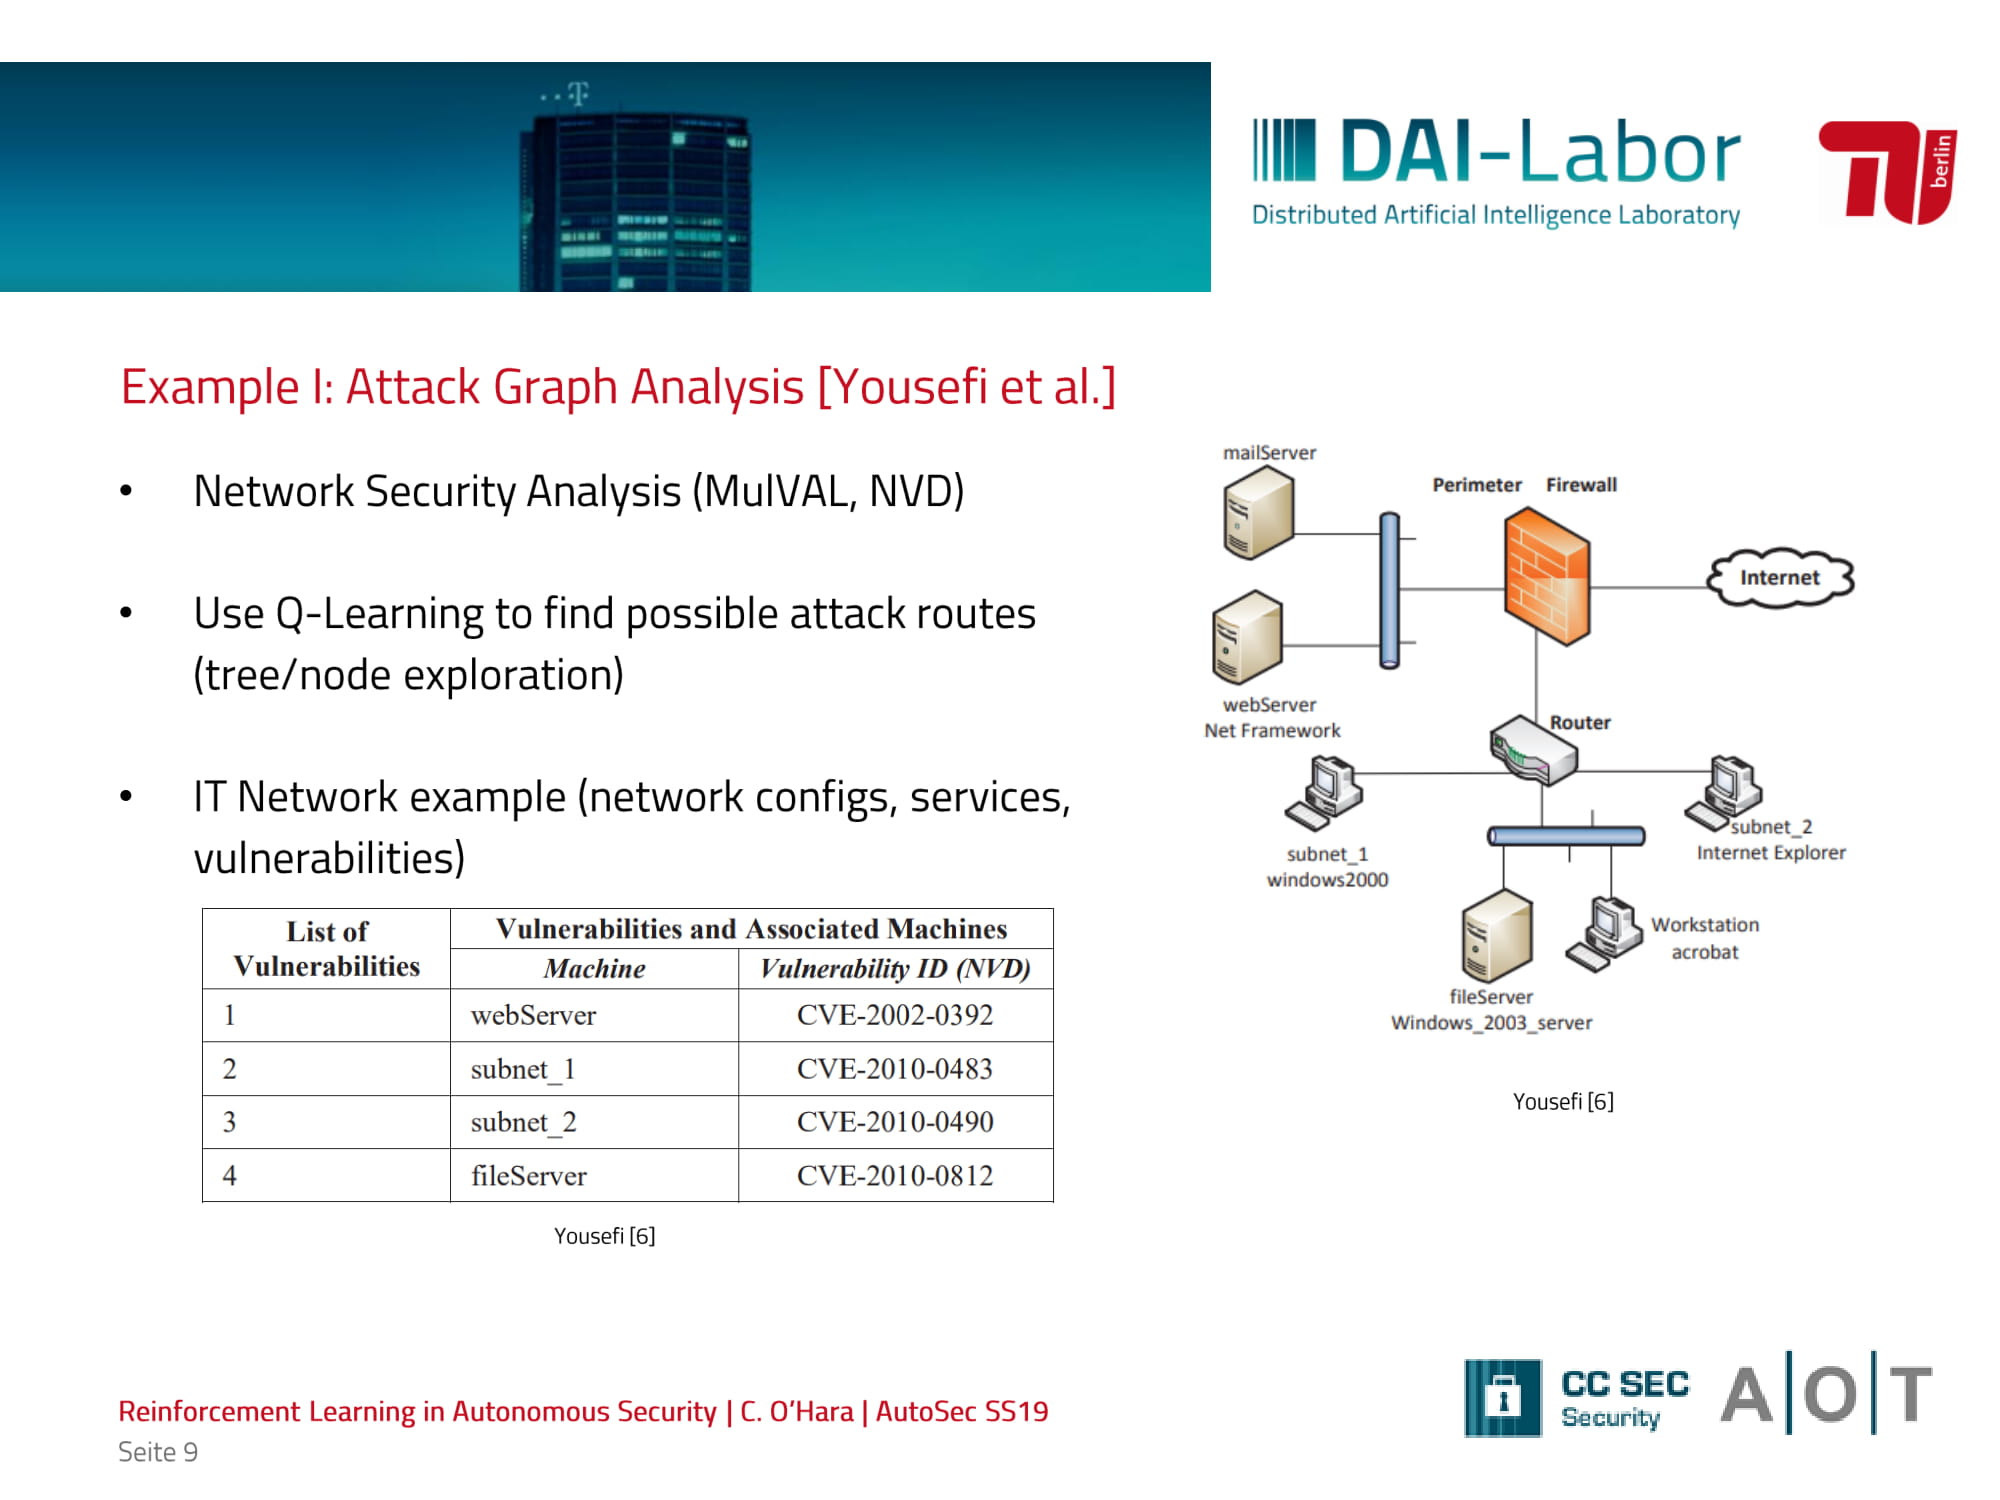 DAI-Labor
Distributed Artificial Intelligence Laboratory
berlin
Example I: Attack Graph Analysis [Yousefi et al.]
• Network Security Analysis (MulVAL, NVD)
• Use Q-Learning to find possible attack routes
(tree/node exploration)
• IT Network example (network configs, services,
vulnerabilities)
List of Vulnerabilities | Vulnerabilities and Associated Machines
Machine | Vulnerability ID (NVD)
1 | webServer | CVE-2002-0392
2 | subnet_1 | CVE-2010-0483
3 | subnet_2 | CVE-2010-0490
4 | fileServer | CVE-2010-0812
Yousefi [6]
mailServer
Perimeter Firewall
Internet
webServer
Net Framework
Router
subnet_1
windows2000
subnet_2
Internet Explorer
Workstation
acrobat
fileServer
Windows_2003_server
Yousefi [6]
Reinforcement Learning in Autonomous Security | C. O'Hara | AutoSec SS19
Seite 9
CC SEC
Security
A|O|T